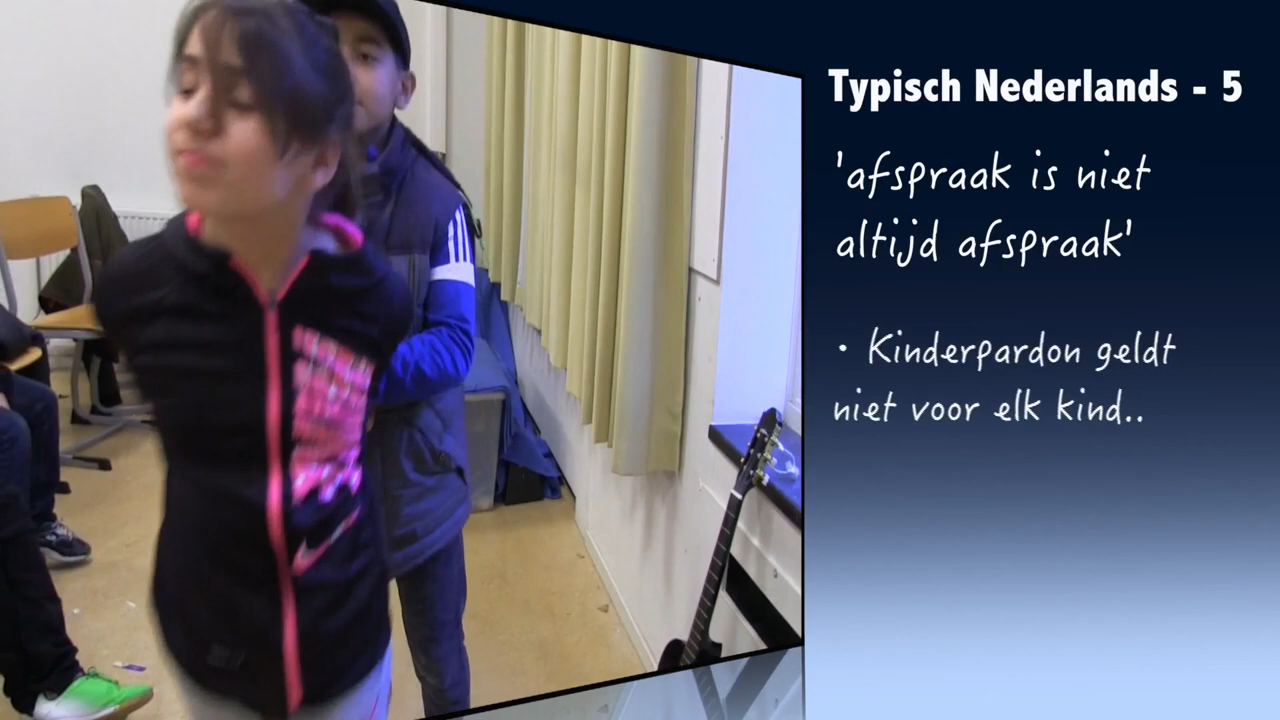 Typisch Nederlands - 5
'afspraak is niet
altijd afspraak'
· Kinderpardon geldt
niet voor elk kind..